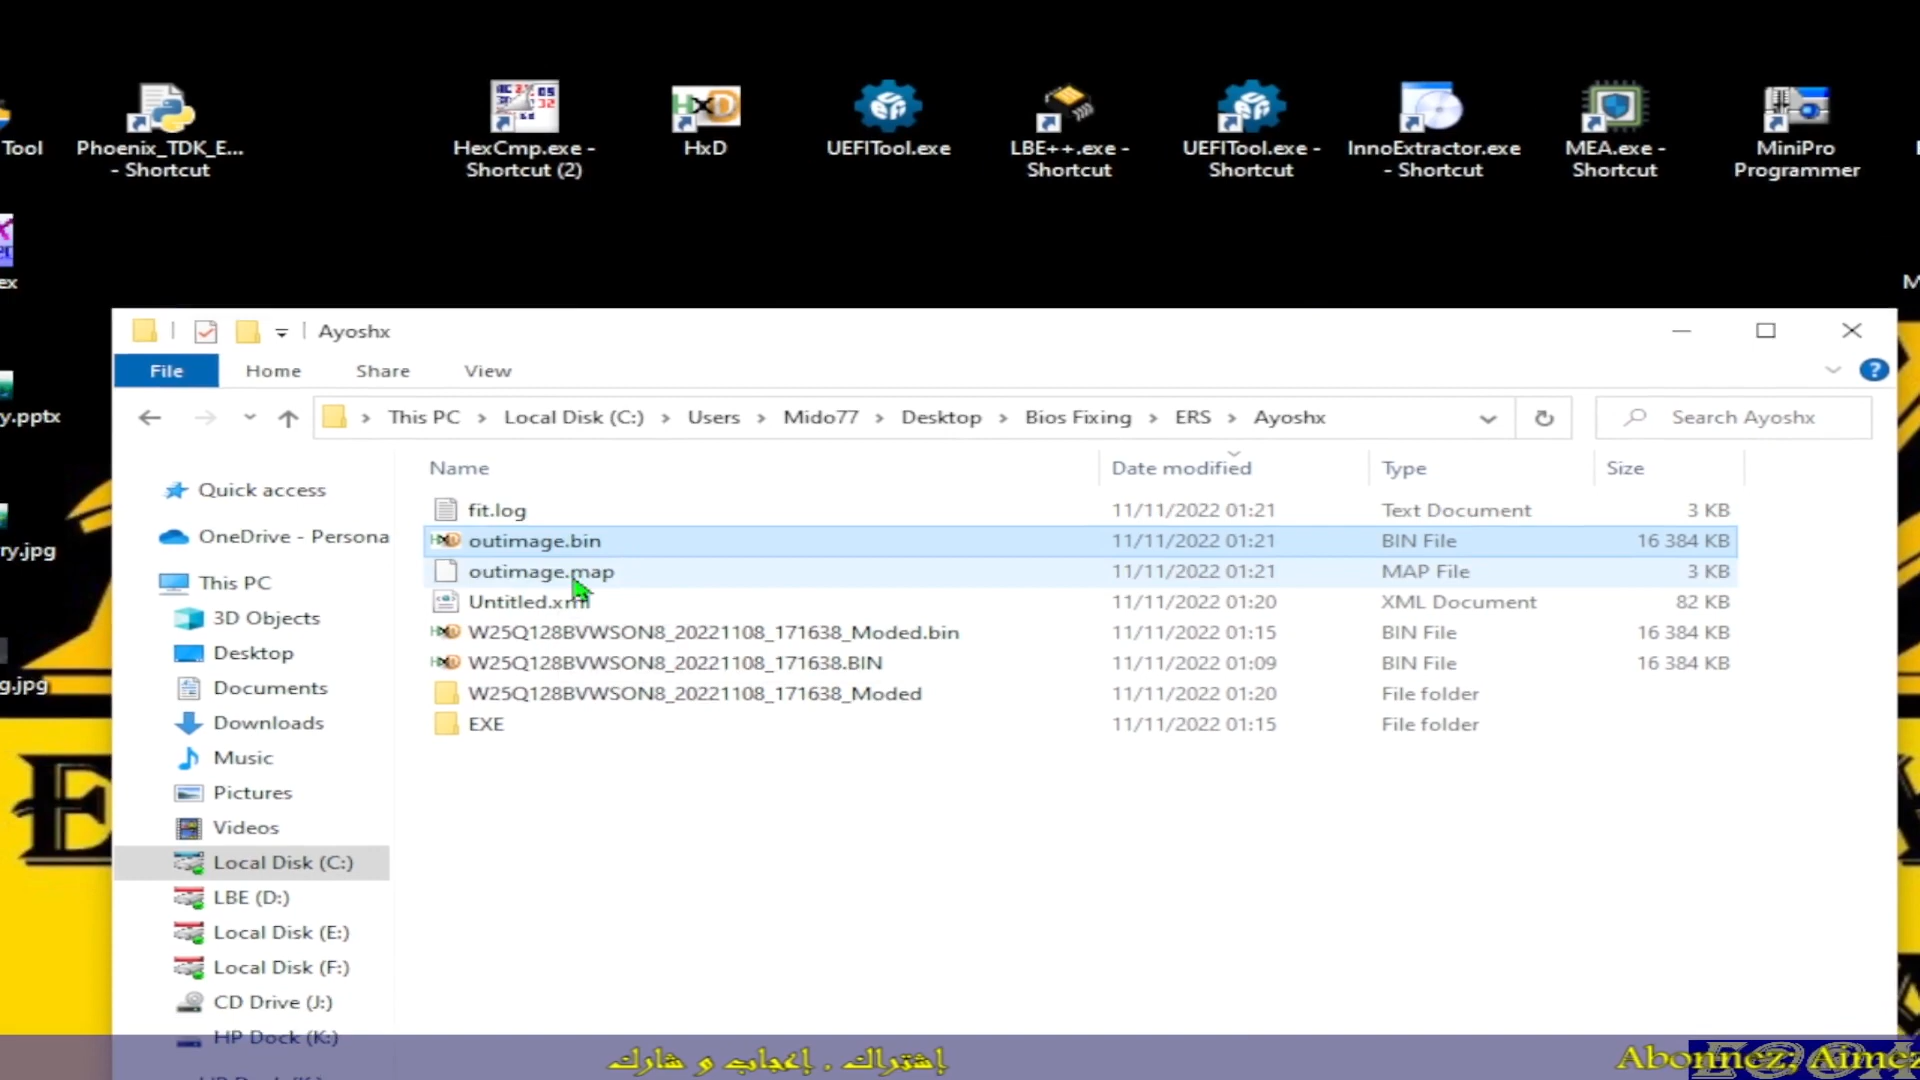 Tool
Phoenix_TDK_E...
- Shortcut
HexCmp.exe -
Shortcut (2)
HxD
UEFITool.exe
LBE++.exe -
Shortcut
UEFITool.exe -
Shortcut
InnoExtractor.exe
- Shortcut
MEA.exe -
Shortcut
MiniPro
Programmer
ex
M
y.pptx
ry.jpg
g.jpg
Ayoshx
File
Home
Share
View
This PC
Local Disk (C:)
Users
Mido77
Desktop
Bios Fixing
ERS
Ayoshx
Search Ayoshx
Name
Date modified
Type
Size
Quick access
OneDrive - Persona
This PC
3D Objects
Desktop
Documents
Downloads
Music
Pictures
Videos
Local Disk (C:)
LBE (D:)
Local Disk (E:)
Local Disk (F:)
CD Drive (J:)
HP Dock (K:)
fit.log 11/11/2022 01:21 Text Document 3 KB
outimage.bin 11/11/2022 01:21 BIN File 16 384 KB
outimage.map 11/11/2022 01:21 MAP File 3 KB
Untitled.xml 11/11/2022 01:20 XML Document 82 KB
W25Q128BVWSON8_20221108_171638_Moded.bin 11/11/2022 01:15 BIN File 16 384 KB
W25Q128BVWSON8_20221108_171638.BIN 11/11/2022 01:09 BIN File 16 384 KB
W25Q128BVWSON8_20221108_171638_Moded 11/11/2022 01:20 File folder
EXE 11/11/2022 01:15 File folder
إشتراك . إعجاب و شارك
Abonnez, Aimez